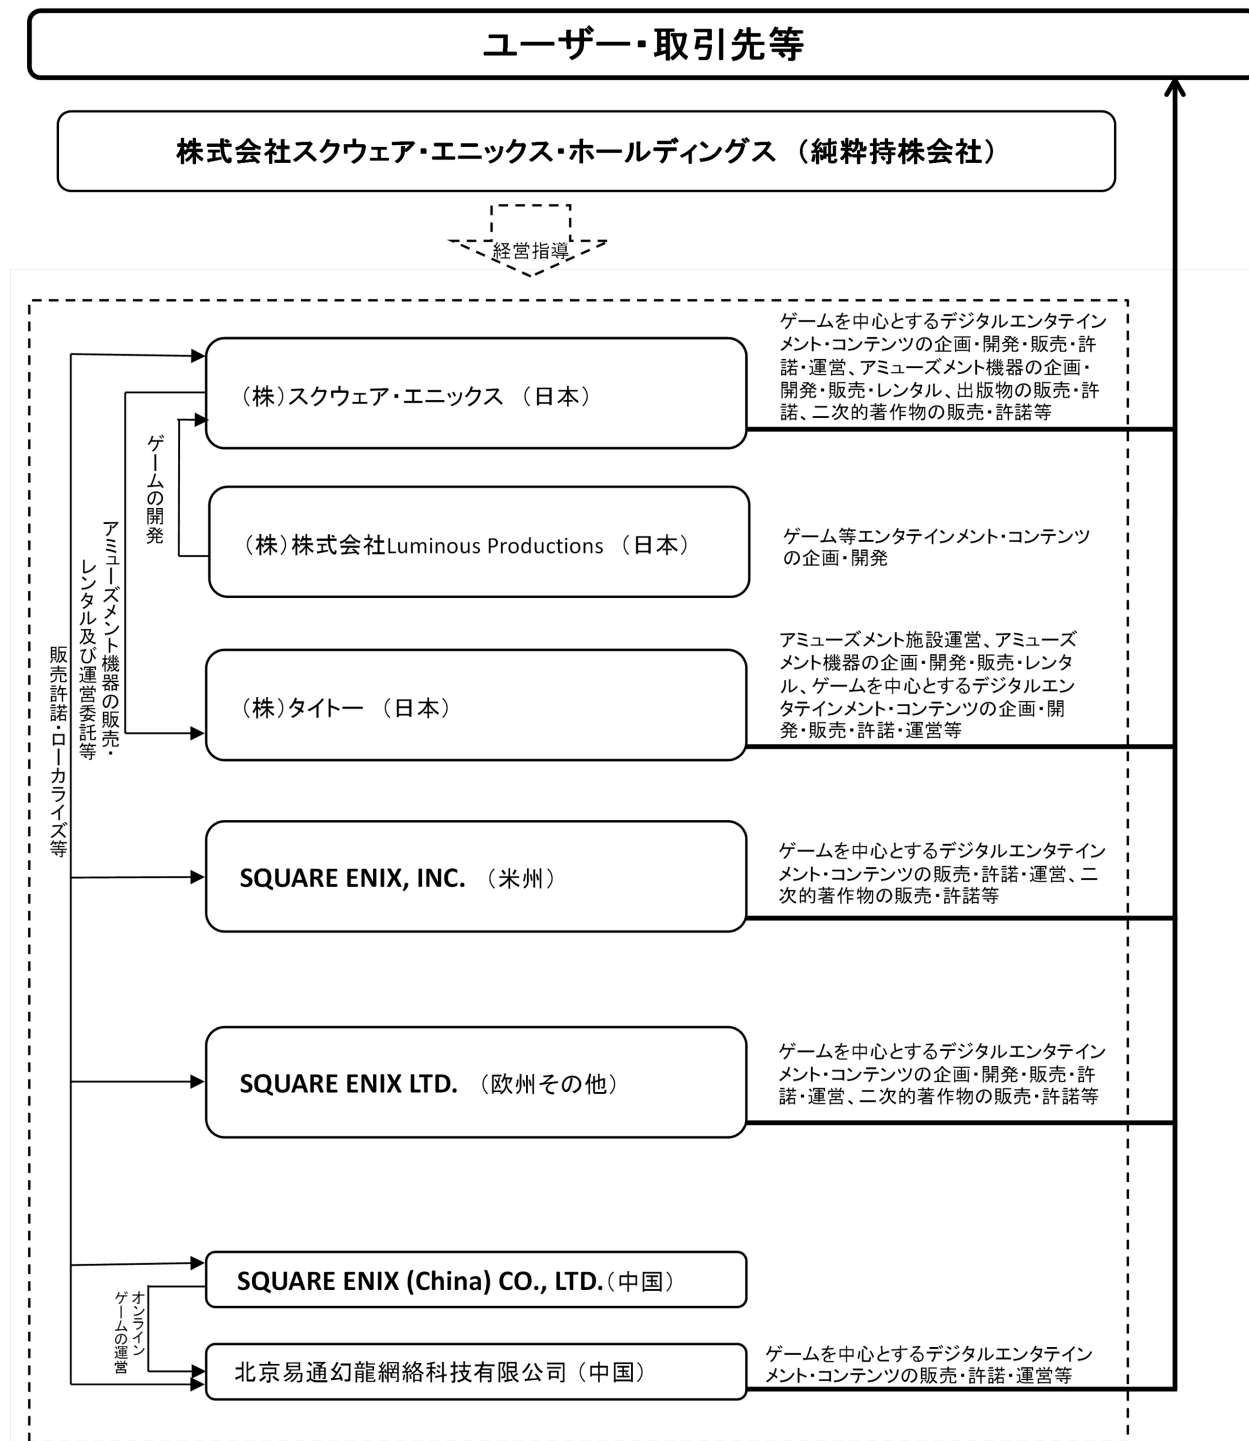 ユーザー・取引先等
株式会社スクウェア・エニックス・ホールディングス （純粋持株会社）
経営指導
ゲームを中心とするデジタルエンタテイン
メント・コンテンツの企画・開発・販売・許
諾・運営、アミューズメント機器の企画・
開発・販売・レンタル、出版物の販売・許
諾、二次的著作物の販売・許諾等
（株）スクウェア・エニックス （日本）
ゲームの開発
（株）株式会社Luminous Productions （日本）
ゲーム等エンタテインメント・コンテンツ
の企画・開発
アミューズメント機器の販売・
レンタル及び運営委託等
販売許諾・ローカライズ等
アミューズメント施設運営、アミューズ
メント機器の企画・開発・販売・レンタ
ル、ゲームを中心とするデジタルエン
タテインメント・コンテンツの企画・開
発・販売・許諾・運営等
（株）タイトー （日本）
ゲームを中心とするデジタルエンタテイン
メント・コンテンツの販売・許諾・運営、二
次的著作物の販売・許諾等
SQUARE ENIX, INC. （米州）
ゲームを中心とするデジタルエンタテイン
メント・コンテンツの企画・開発・販売・許
諾・運営、二次的著作物の販売・許諾等
SQUARE ENIX LTD. （欧州その他）
SQUARE ENIX (China) CO., LTD.（中国）
オンライン
ゲームの運営
北京易通幻龍網絡科技有限公司（中国）
ゲームを中心とするデジタルエンタテイン
メント・コンテンツの販売・許諾・運営等